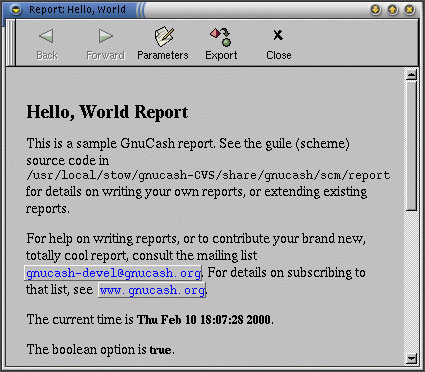 Report: Hello, World
Back Forward Parameters Export Close
Hello, World Report
This is a sample GnuCash report. See the guile (scheme)
source code in
/usr/local/stow/gnucash-CVS/share/gnucash/scm/report
for details on writing your own reports, or extending existing
reports.
For help on writing reports, or to contribute your brand new,
totally cool report, consult the mailing list
gnucash-devel@gnucash.org. For details on subscribing to
that list, see www.gnucash.org.
The current time is Thu Feb 10 18:07:28 2000.
The boolean option is true.